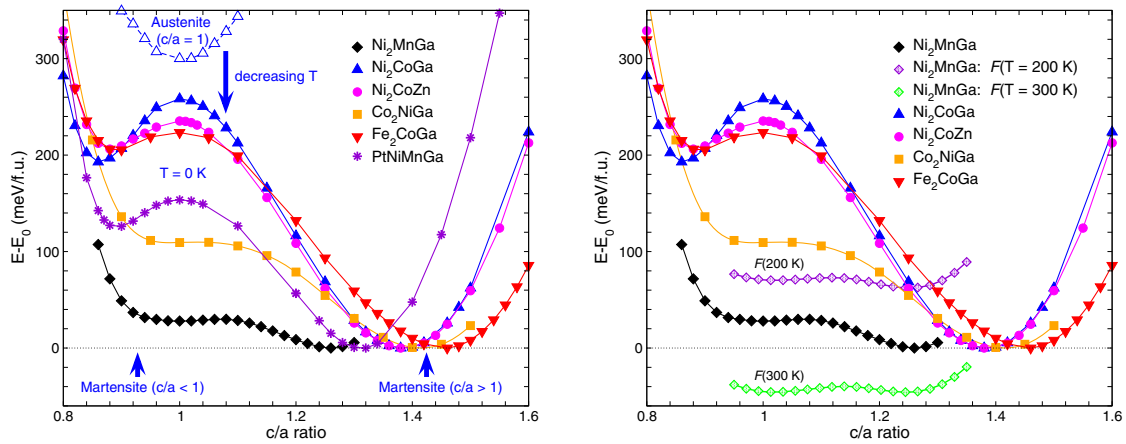 Austenite
(c/a = 1)
decreasing T
T = 0 K
Ni2MnGa
Ni2CoGa
Ni2CoZn
Co2NiGa
Fe2CoGa
PtNiMnGa
Martensite (c/a < 1)
Martensite (c/a > 1)
E-E0 (meV/f.u.)
300
200
100
0
0.8
1
1.2
1.4
1.6
c/a ratio
Ni2MnGa
Ni2MnGa: F(T = 200 K)
Ni2MnGa: F(T = 300 K)
Ni2CoGa
Ni2CoZn
Co2NiGa
Fe2CoGa
F(200 K)
F(300 K)
E-E0 (meV/f.u.)
300
200
100
0
0.8
1
1.2
1.4
1.6
c/a ratio